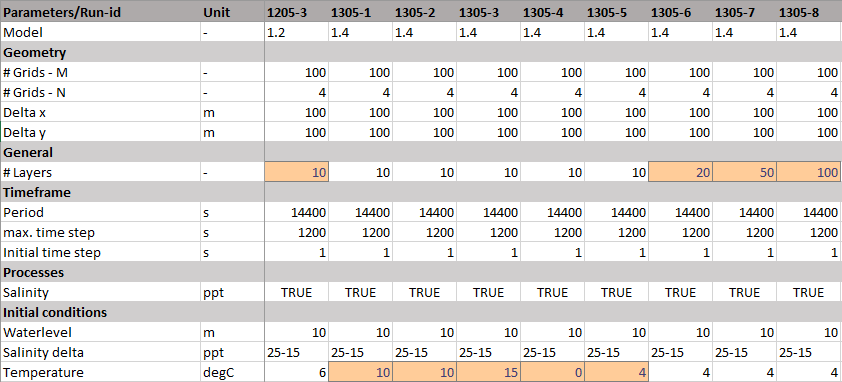 Parameters/Run-id Unit 1205-3 1305-1 1305-2 1305-3 1305-4 1305-5 1305-6 1305-7 1305-8
Model - 1.2 1.4 1.4 1.4 1.4 1.4 1.4 1.4 1.4
Geometry
# Grids - M - 100 100 100 100 100 100 100 100 100
# Grids - N - 4 4 4 4 4 4 4 4 4
Delta x m 100 100 100 100 100 100 100 100 100
Delta y m 100 100 100 100 100 100 100 100 100
General
# Layers - 10 10 10 10 10 10 20 50 100
Timeframe
Period s 14400 14400 14400 14400 14400 14400 14400 14400 14400
max. time step s 1200 1200 1200 1200 1200 1200 1200 1200 1200
Initial time step s 1 1 1 1 1 1 1 1 1
Processes
Salinity ppt TRUE TRUE TRUE TRUE TRUE TRUE TRUE TRUE TRUE
Initial conditions
Waterlevel m 10 10 10 10 10 10 10 10 10
Salinity delta ppt 25-15 25-15 25-15 25-15 25-15 25-15 25-15 25-15 25-15
Temperature degC 6 10 10 15 0 4 4 4 4